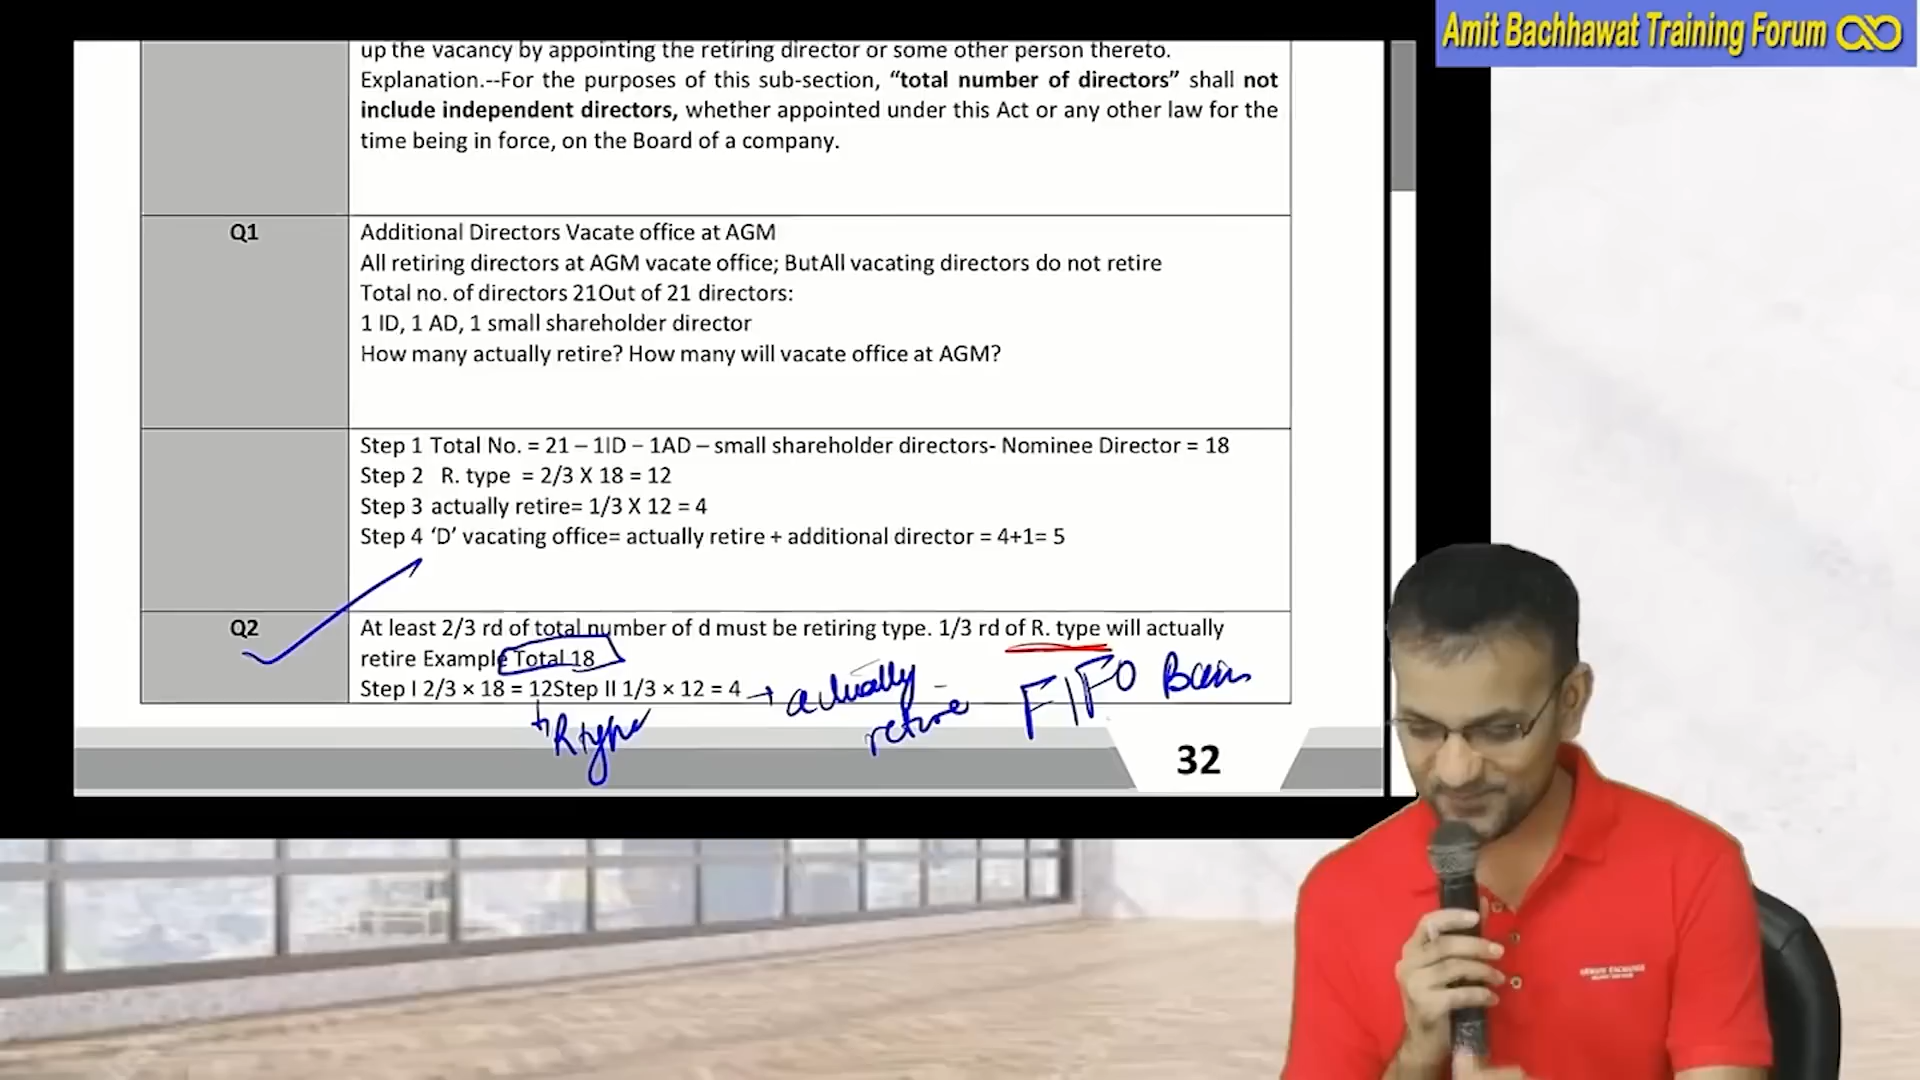 Amit Bachhawat Training Forum
up the vacancy by appointing the retiring director or some other person thereto.
Explanation.--For the purposes of this sub-section, “total number of directors” shall not
include independent directors, whether appointed under this Act or any other law for the
time being in force, on the Board of a company.
Q1
Additional Directors Vacate office at AGM
All retiring directors at AGM vacate office; ButAll vacating directors do not retire
Total no. of directors 21Out of 21 directors:
1 ID, 1 AD, 1 small shareholder director
How many actually retire? How many will vacate office at AGM?
Step 1 Total No. = 21 – 1ID – 1AD – small shareholder directors- Nominee Director = 18
Step 2 R. type = 2/3 X 18 = 12
Step 3 actually retire= 1/3 X 12 = 4
Step 4 ‘D’ vacating office= actually retire + additional director = 4+1= 5
Q2
At least 2/3 rd of total number of d must be retiring type. 1/3 rd of R. type will actually
retire Example Total 18
Step I 2/3 × 18 = 12Step II 1/3 × 12 = 4
actually
retire
FIFO
R type
32